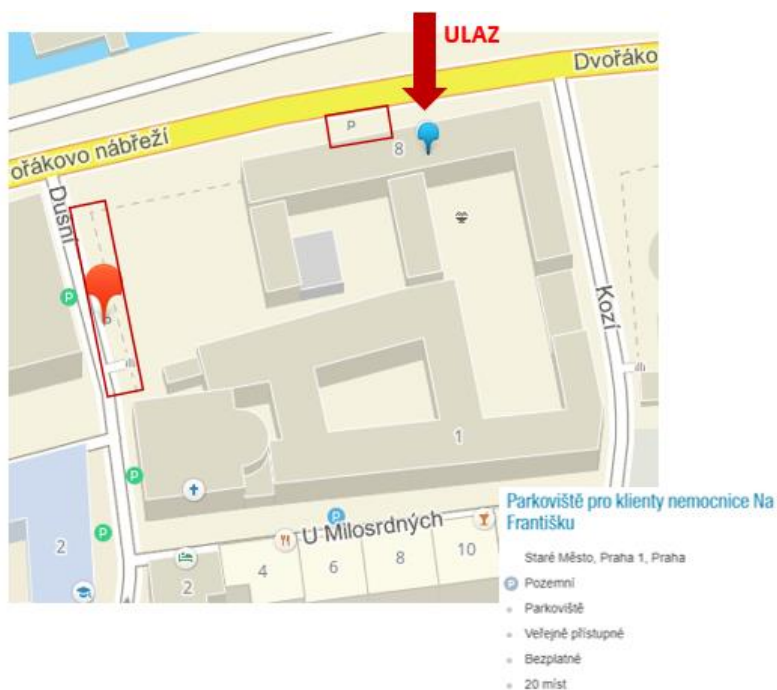 ULAZ
Dvořáko
P
8
ořákovo nábřeží
Dušní
P
P
Kozí
1
P
P
U Milosrdných
P
2
2
4
6
8
10
Parkoviště pro klienty nemocnice Na
Františku
Staré Město, Praha 1, Praha
P Pozemní
Parkoviště
Veřejně přístupné
Bezplatné
20 míst